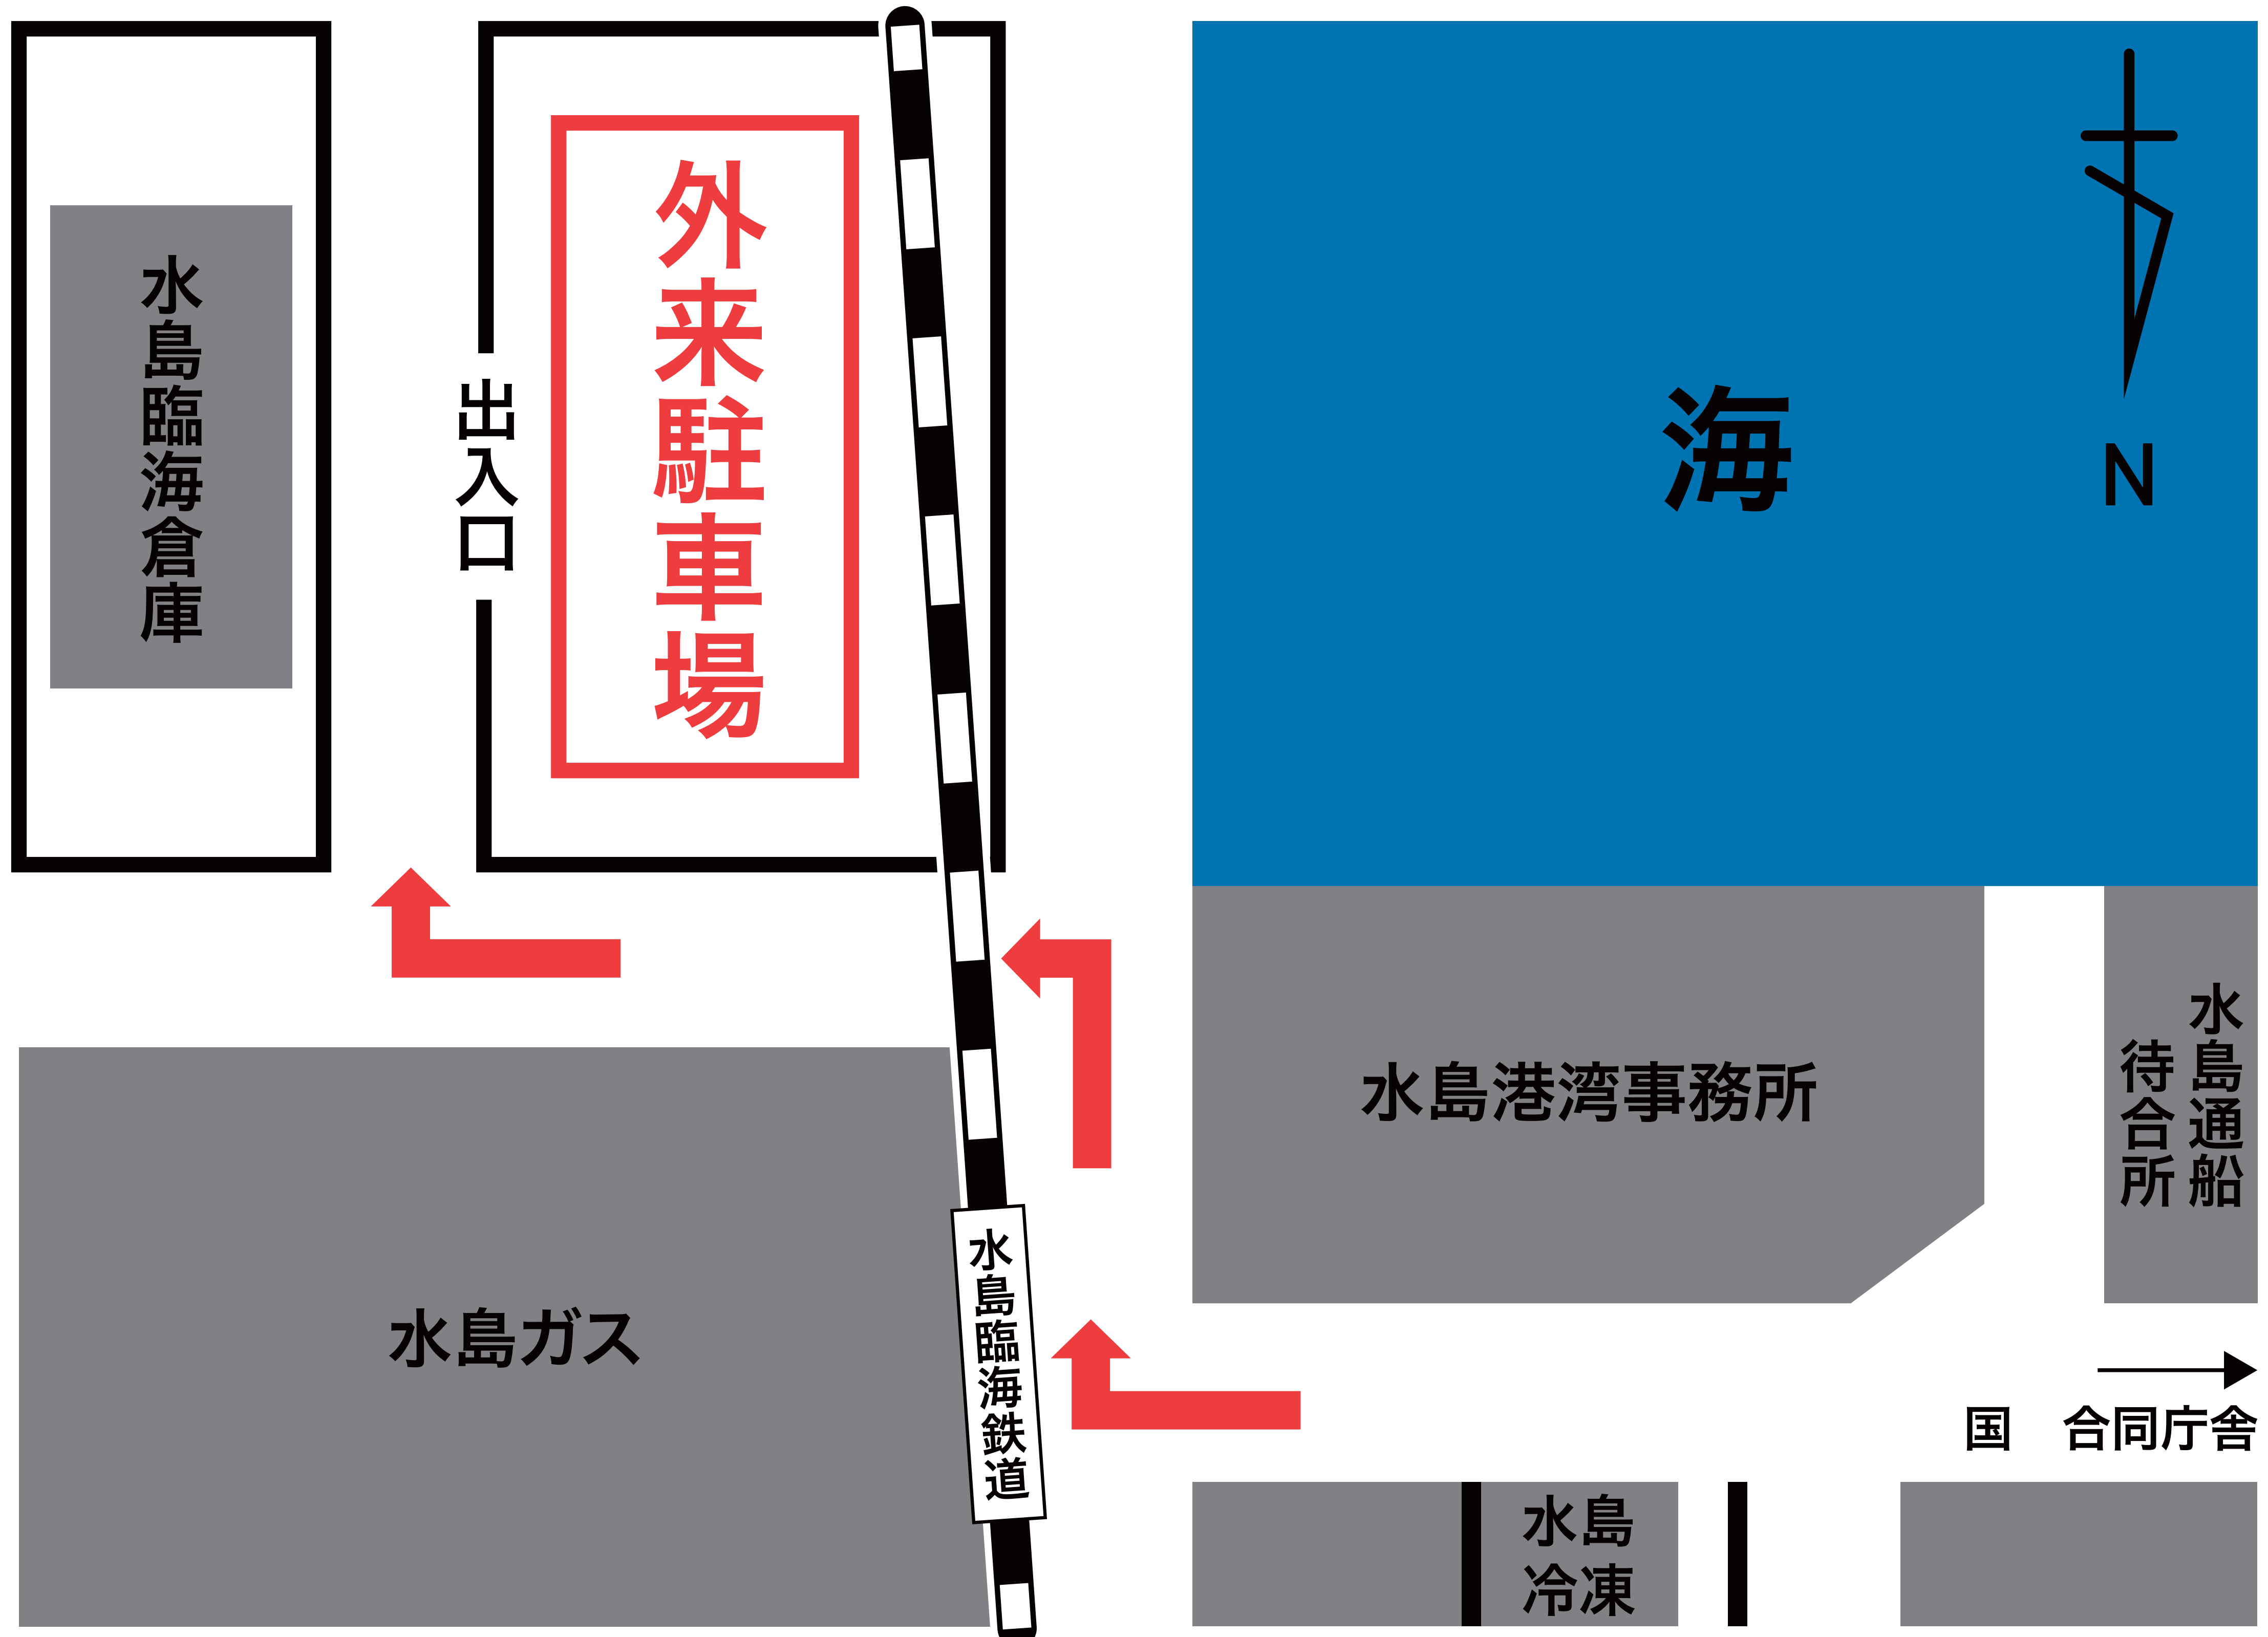 水島臨海倉庫
出入口
外来駐車場
海
N
水島港湾事務所
水島通船
待合所
水島ガス
水島臨海鉄道
国　合同庁舎
水島
冷凍